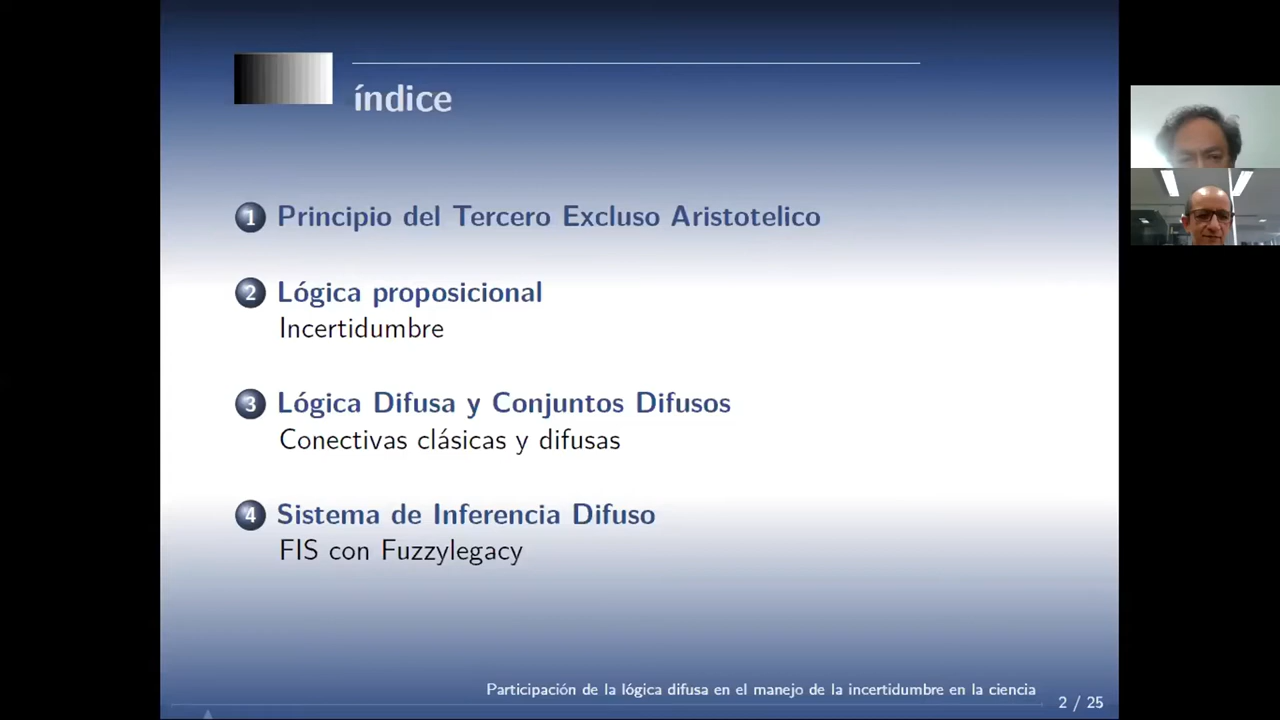 índice
1 Principio del Tercero Excluso Aristotelico
2 Lógica proposicional
Incertidumbre
3 Lógica Difusa y Conjuntos Difusos
Conectivas clásicas y difusas
4 Sistema de Inferencia Difuso
FIS con Fuzzylegacy
Participación de la lógica difusa en el manejo de la incertidumbre en la ciencia
2 / 25